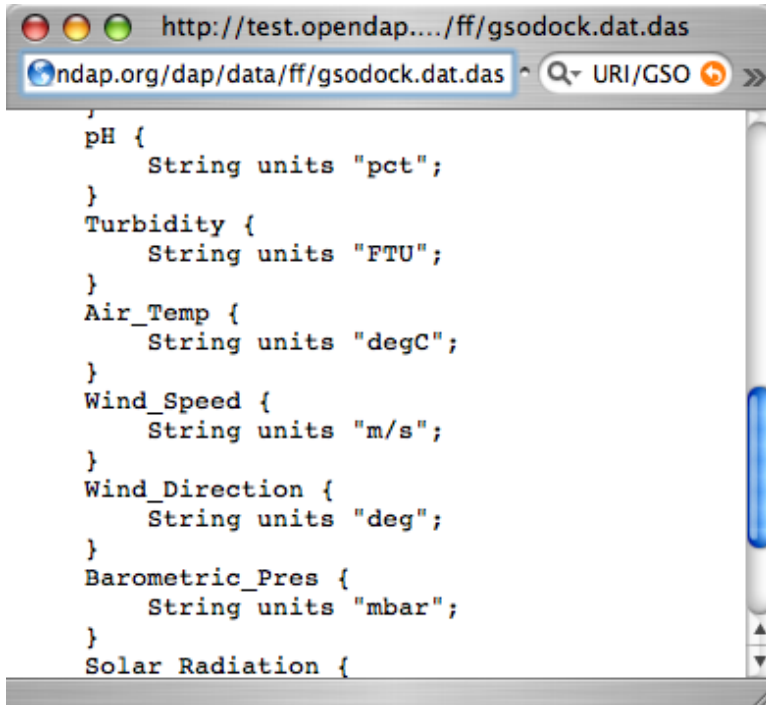 http://test.opendap..../ff/gsodock.dat.das
ndap.org/dap/data/ff/gsodock.dat.das URI/GSO
}
pH {
String units "pct";
}
Turbidity {
String units "FTU";
}
Air_Temp {
String units "degC";
}
Wind_Speed {
String units "m/s";
}
Wind_Direction {
String units "deg";
}
Barometric_Pres {
String units "mbar";
}
Solar Radiation {